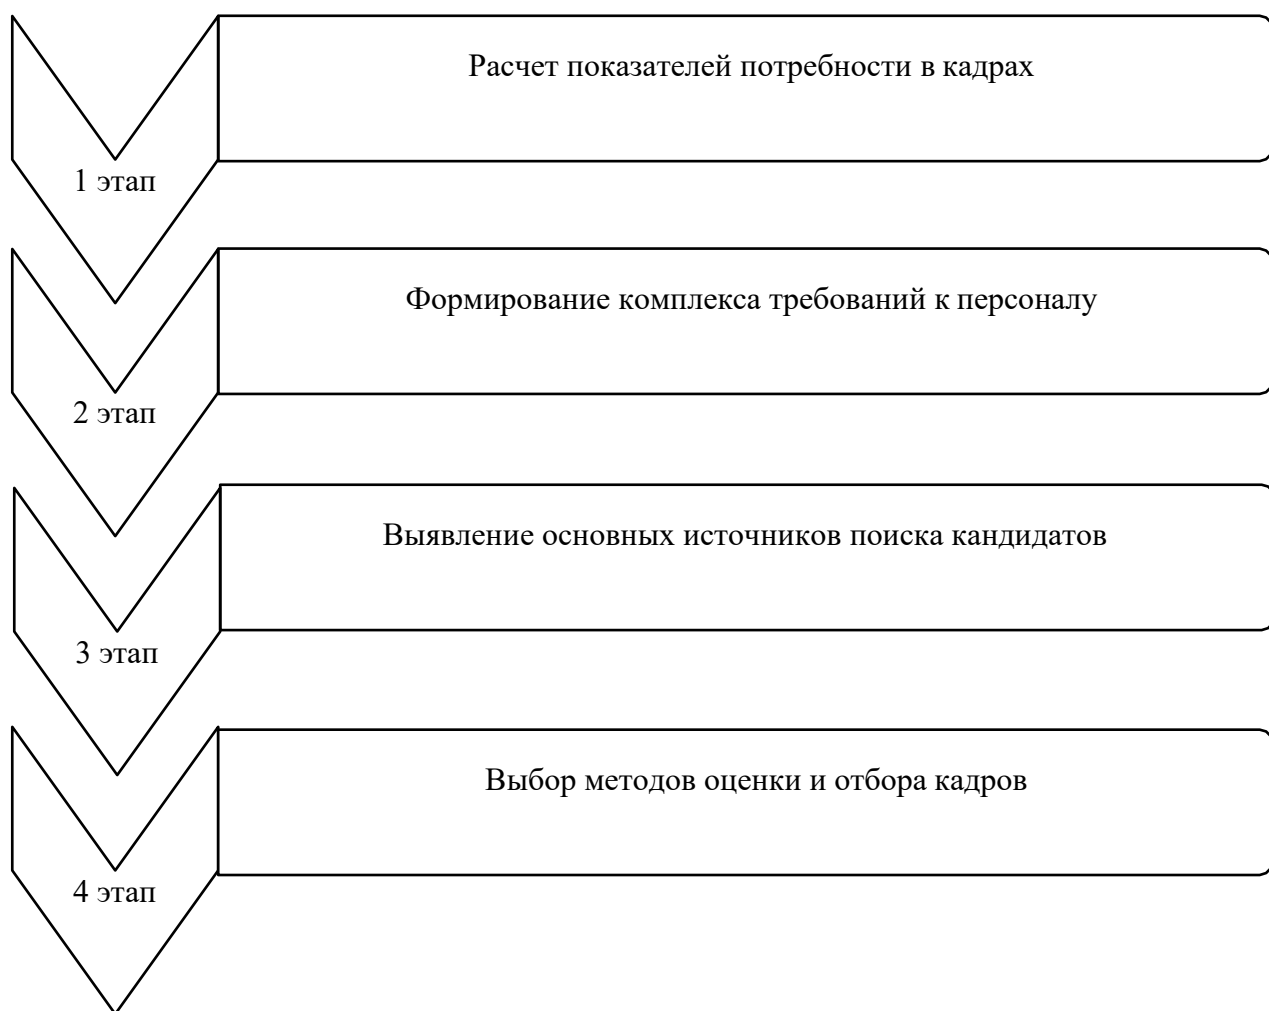 Расчет показателей потребности в кадрах
1 этап
Формирование комплекса требований к персоналу
2 этап
Выявление основных источников поиска кандидатов
3 этап
Выбор методов оценки и отбора кадров
4 этап